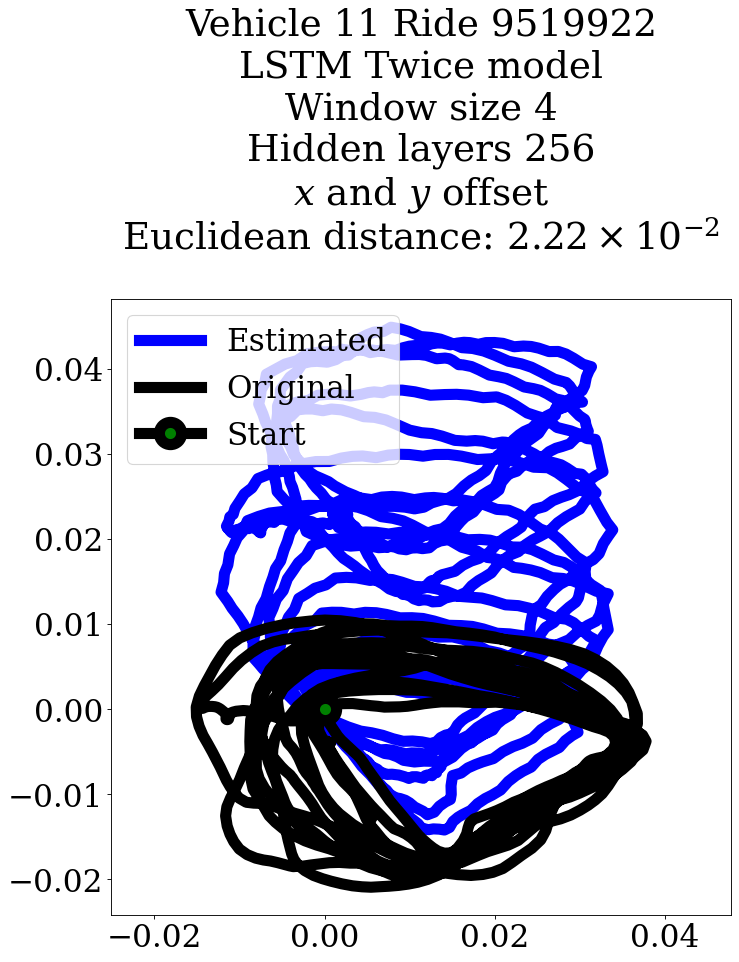 Vehicle 11 Ride 9519922
LSTM Twice model
Window size 4
Hidden layers 256
x and y offset
Euclidean distance: 2.22 × 10⁻²
Estimated
Original
Start
0.04
0.03
0.02
0.01
0.00
−0.01
−0.02
−0.02 0.00 0.02 0.04